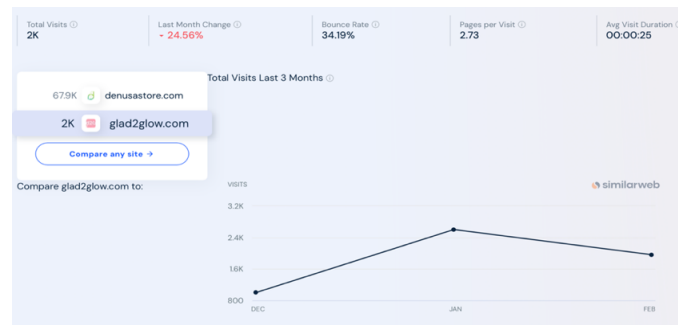 Total Visits
2K
Last Month Change
- 24.56%
Bounce Rate
34.19%
Pages per Visit
2.73
Avg Visit Duration
00:00:25
Total Visits Last 3 Months
67.9K denusastore.com
2K glad2glow.com
Compare any site →
Compare glad2glow.com to:
VISITS
similarweb
3.2K
2.4K
1.6K
800
DEC JAN FEB